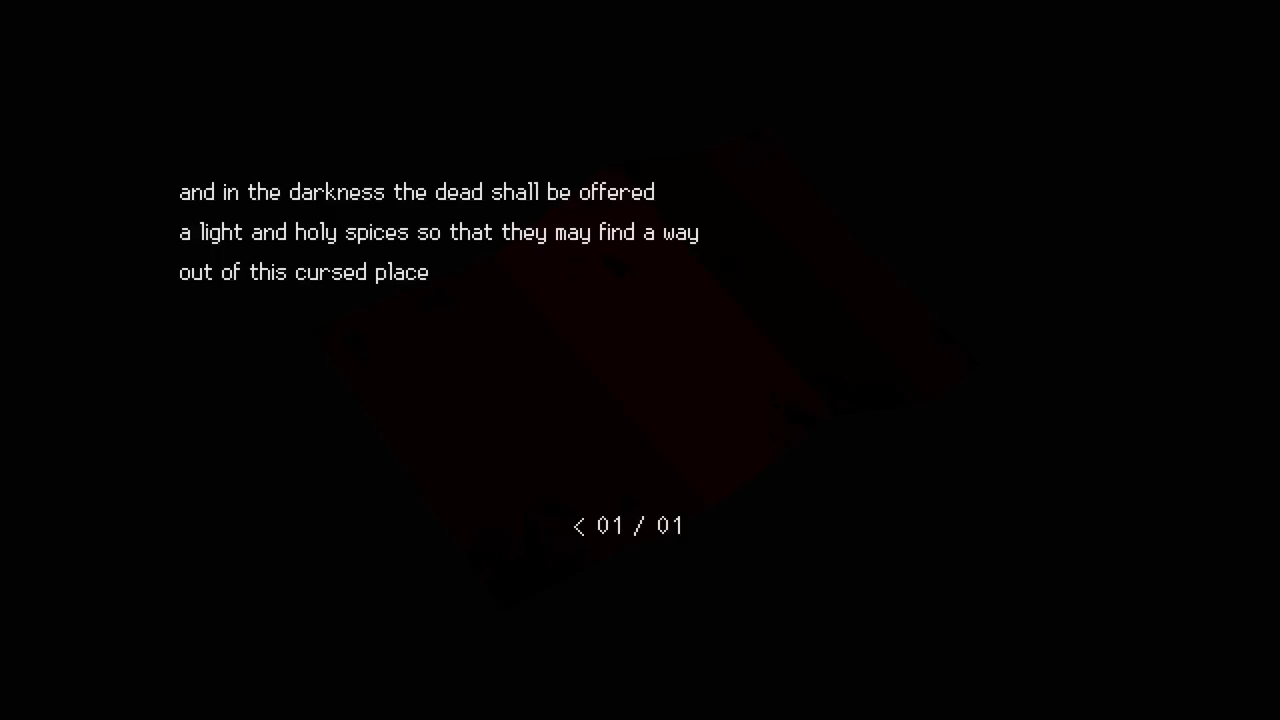 and in the darkness the dead shall be offered
a light and holy spices so that they may find a way
out of this cursed place
< 01 / 01